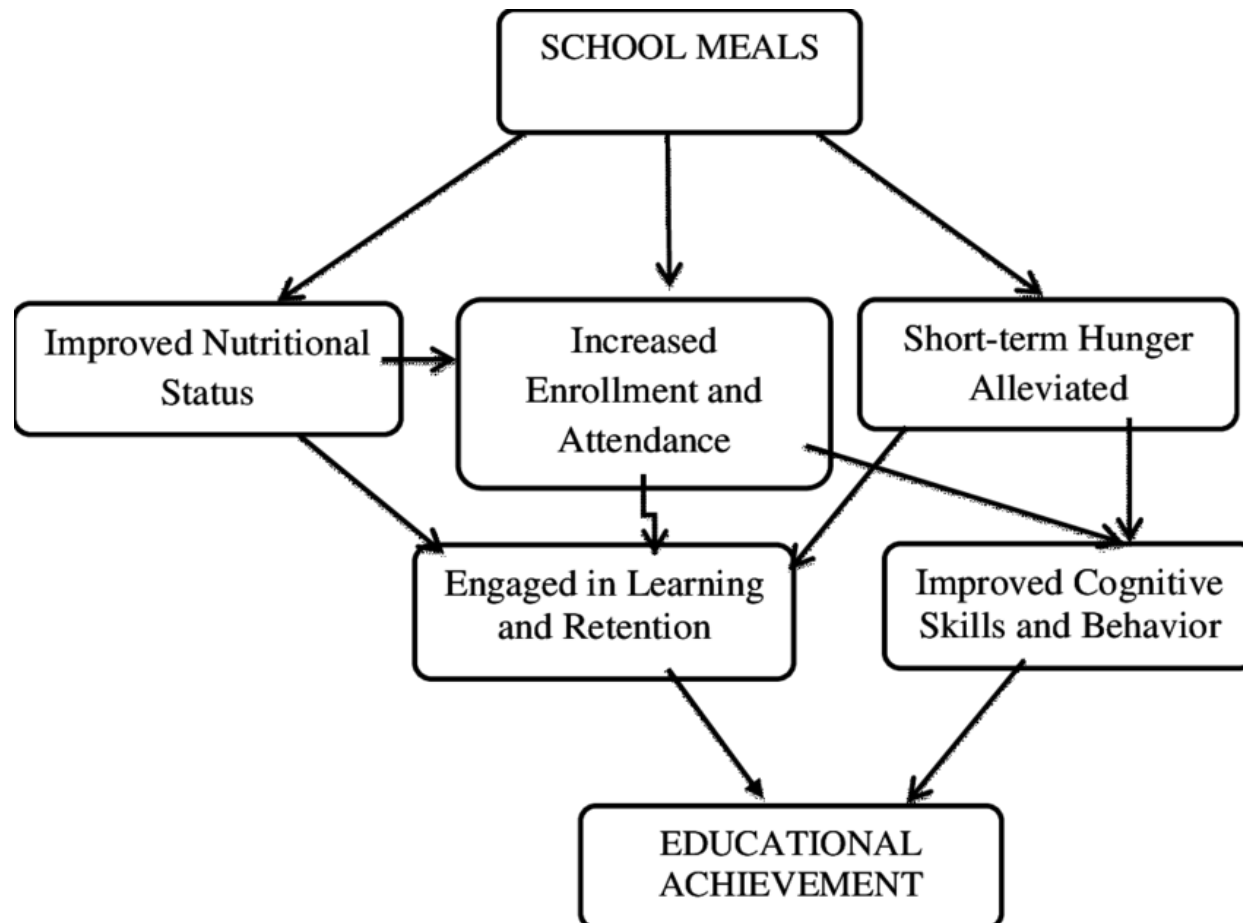 SCHOOL MEALS
Improved Nutritional
Status
Increased
Enrollment and
Attendance
Short-term Hunger
Alleviated
Engaged in Learning
and Retention
Improved Cognitive
Skills and Behavior
EDUCATIONAL
ACHIEVEMENT